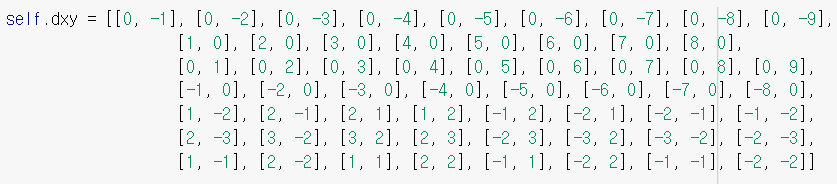 self.dxy = [[0, -1], [0, -2], [0, -3], [0, -4], [0, -5], [0, -6], [0, -7], [0, -8], [0, -9],
[1, 0], [2, 0], [3, 0], [4, 0], [5, 0], [6, 0], [7, 0], [8, 0],
[0, 1], [0, 2], [0, 3], [0, 4], [0, 5], [0, 6], [0, 7], [0, 8], [0, 9],
[-1, 0], [-2, 0], [-3, 0], [-4, 0], [-5, 0], [-6, 0], [-7, 0], [-8, 0],
[1, -2], [2, -1], [2, 1], [1, 2], [-1, 2], [-2, 1], [-2, -1], [-1, -2],
[2, -3], [3, -2], [3, 2], [2, 3], [-2, 3], [-3, 2], [-3, -2], [-2, -3],
[1, -1], [2, -2], [1, 1], [2, 2], [-1, 1], [-2, 2], [-1, -1], [-2, -2]]